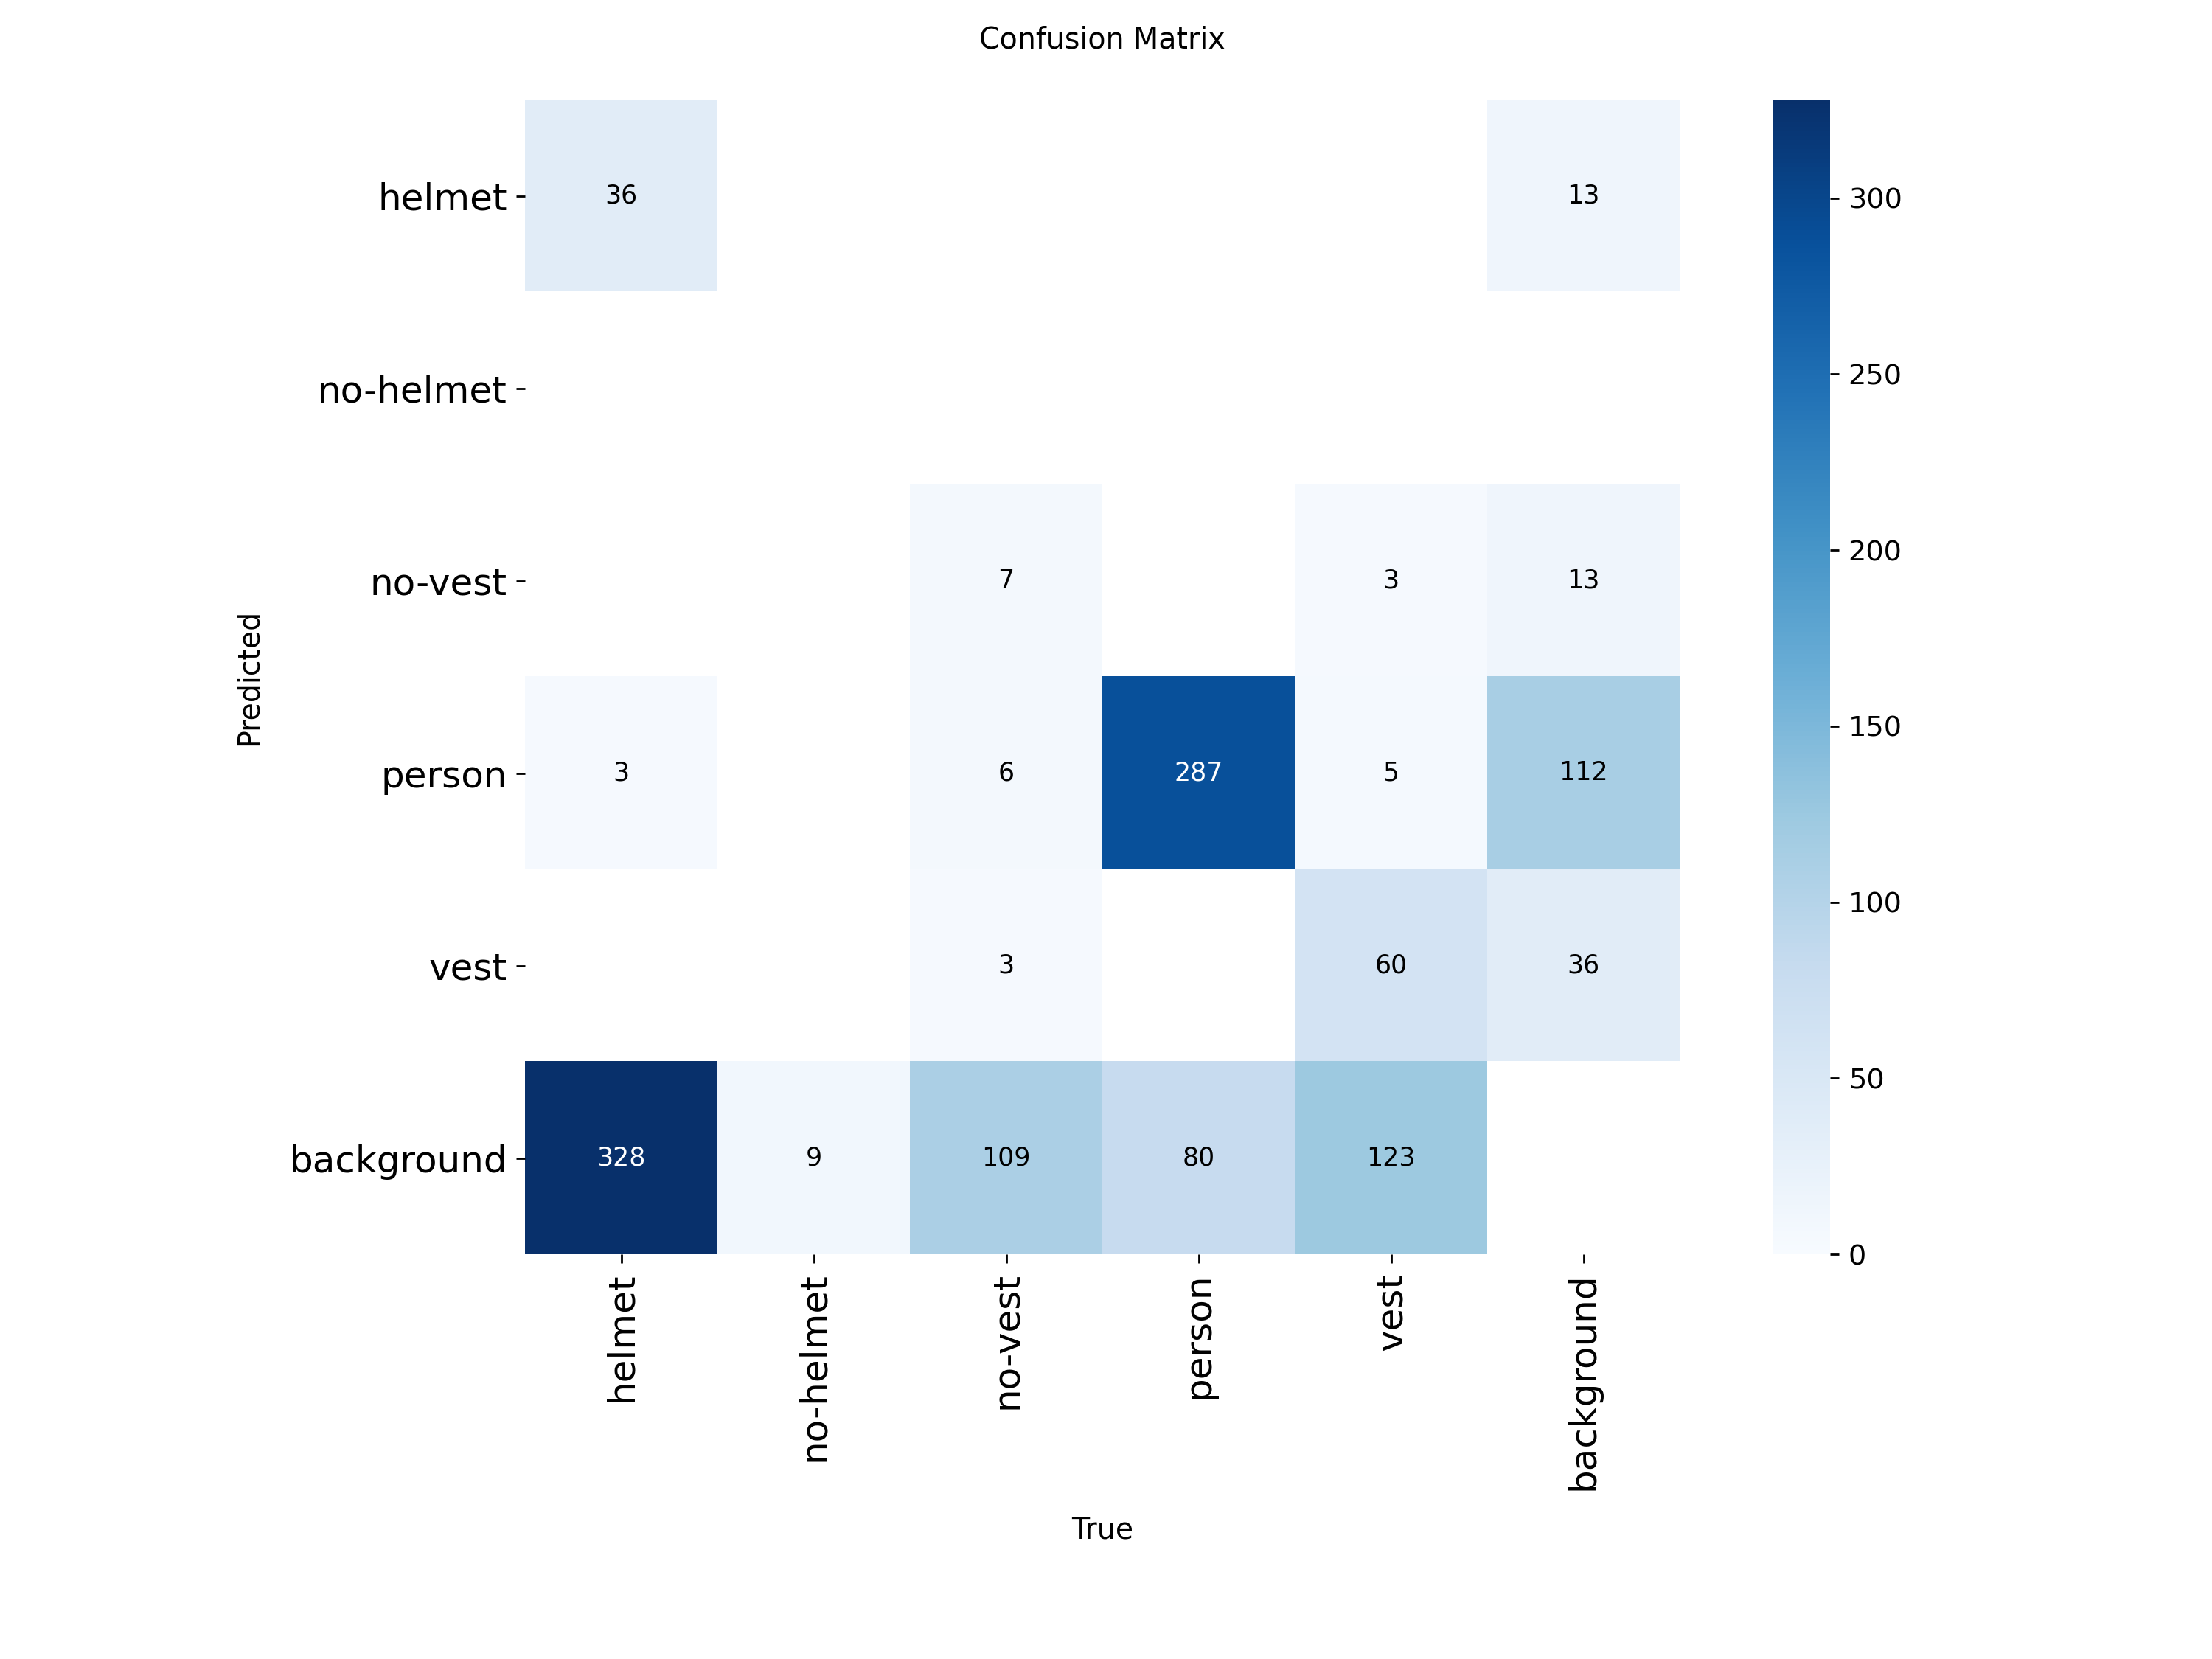 Confusion Matrix
helmet
36
13
300
no-helmet
250
200
no-vest
7
3
13
150
Predicted
person
3
6
287
5
112
100
vest
3
60
36
50
background
328
9
109
80
123
0
helmet
no-helmet
no-vest
person
vest
background
True